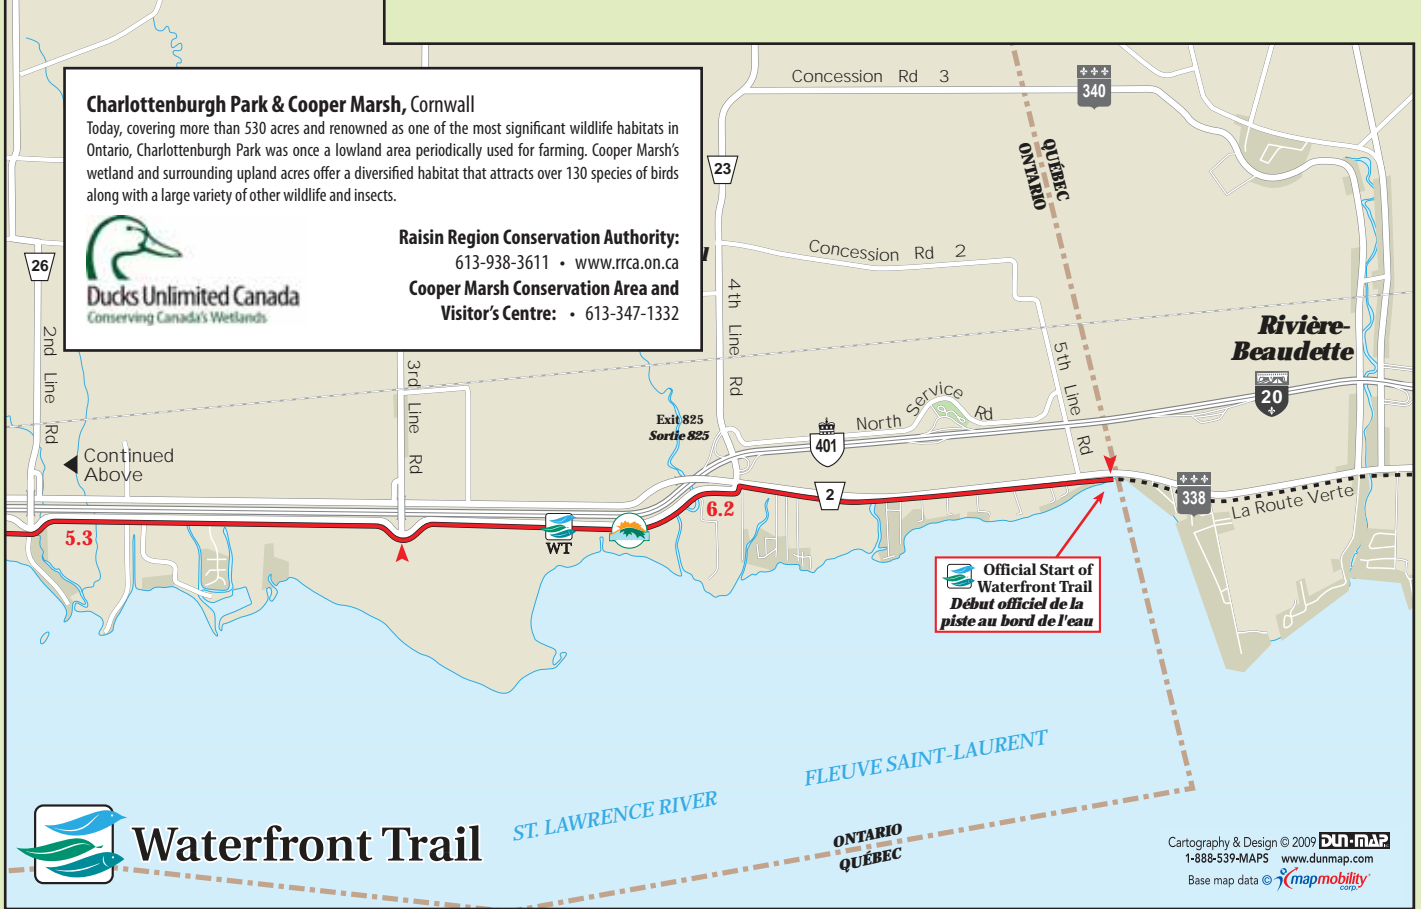 Charlottenburgh Park & Cooper Marsh, Cornwall
Today, covering more than 530 acres and renowned as one of the most significant wildlife habitats in
Ontario, Charlottenburgh Park was once a lowland area periodically used for farming. Cooper Marsh's
wetland and surrounding upland acres offer a diversified habitat that attracts over 130 species of birds
along with a large variety of other wildlife and insects.
Ducks Unlimited Canada
Conserving Canada's Wetlands
Raisin Region Conservation Authority:
613-938-3611 • www.rrca.on.ca
Cooper Marsh Conservation Area and
Visitor's Centre: • 613-347-1332
Concession Rd 3
340
23
QUÉBEC
ONTARIO
Concession Rd 2
26
4th Line Rd
2nd Line Rd
3rd Line Rd
5th Line Rd
Rivière-
Beaudette
20
Exit 825
Sortie 825
North Service Rd
401
Continued
Above
2
338
La Route Verte
5.3
6.2
WT
Official Start of
Waterfront Trail
Début officiel de la
piste au bord de l'eau
FLEUVE SAINT-LAURENT
ST. LAWRENCE RIVER
ONTARIO
QUÉBEC
Waterfront Trail
Cartography & Design © 2009 DUN·MAP
1-888-539-MAPS www.dunmap.com
Base map data © mapmobility corp.